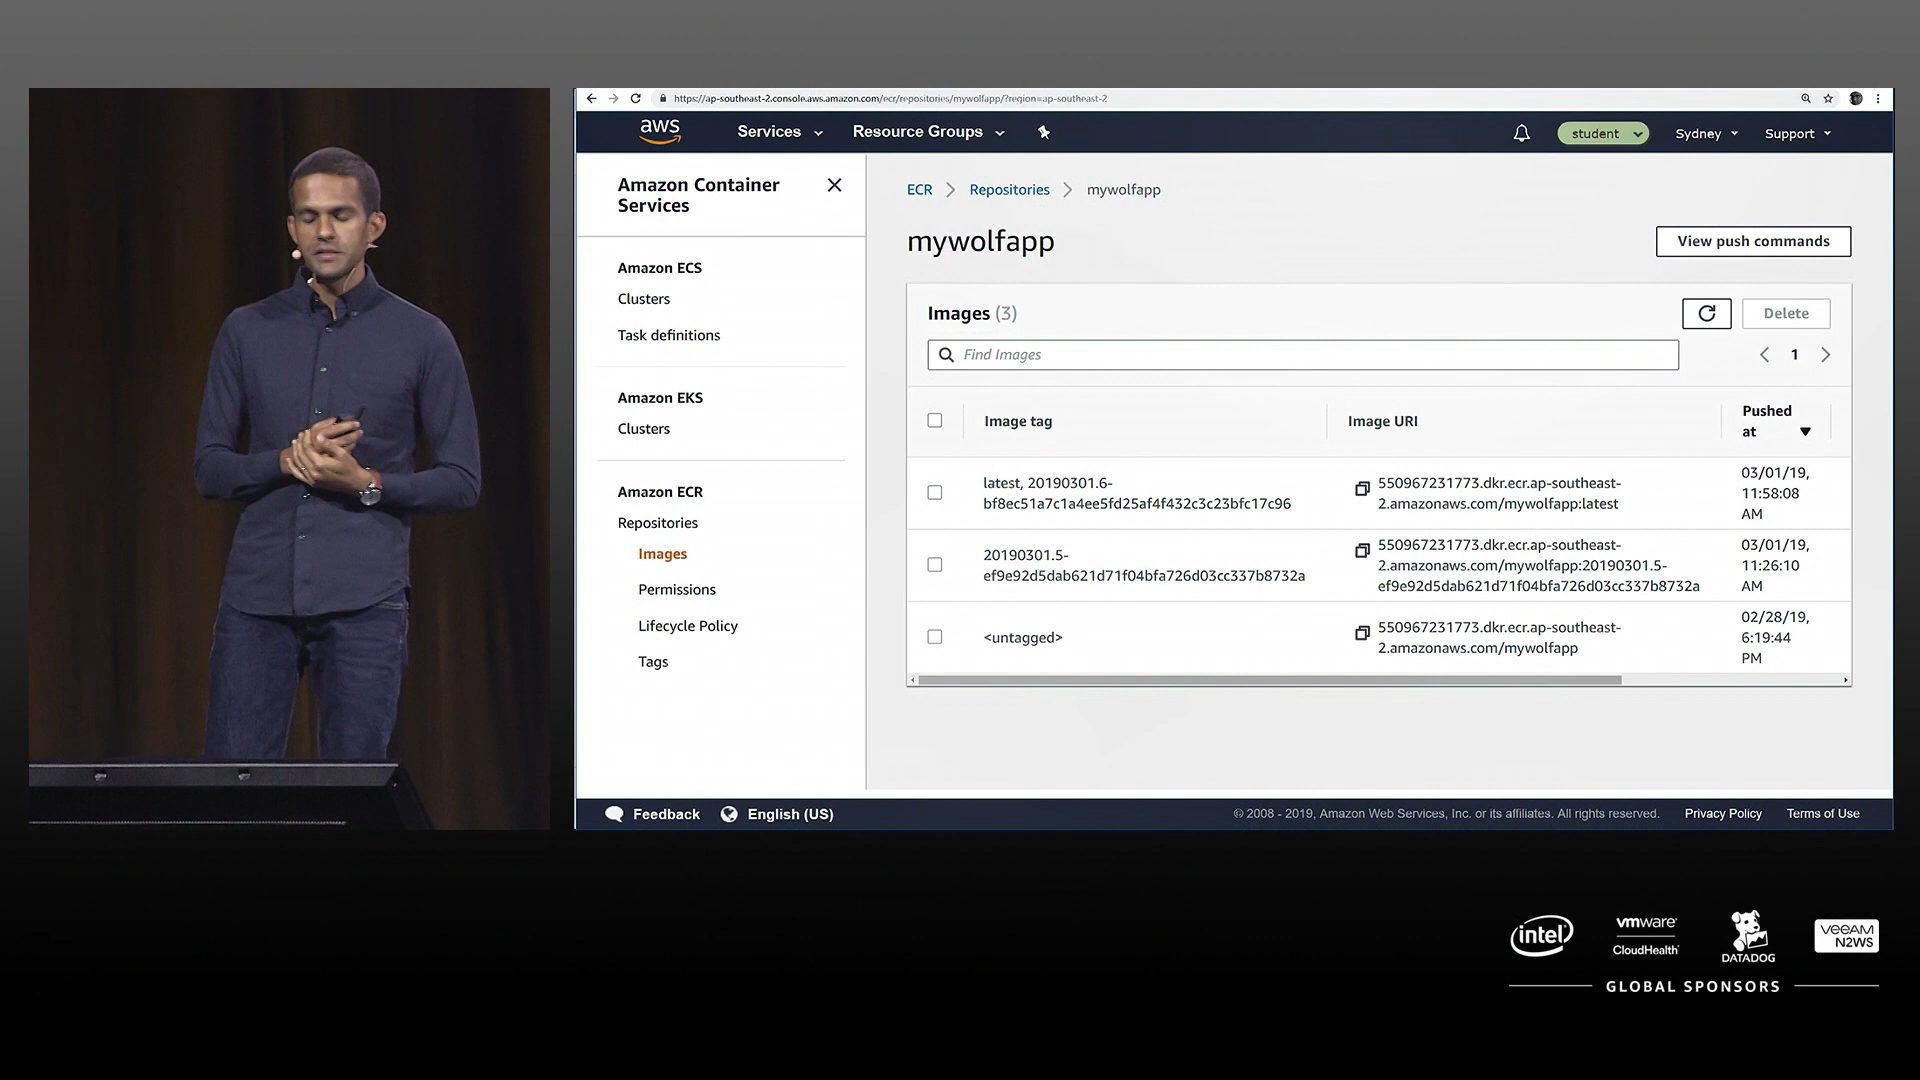 https://ap-southeast-2.console.aws.amazon.com/ecr/repositories/mywolfapp/?region=ap-southeast-2
aws
Services
Resource Groups
student
Sydney
Support
Amazon Container
Services
Amazon ECS
Clusters
Task definitions
Amazon EKS
Clusters
Amazon ECR
Repositories
Images
Permissions
Lifecycle Policy
Tags
ECR
Repositories
mywolfapp
mywolfapp
View push commands
Images (3)
Delete
Find Images
1
Image tag
Image URI
Pushed
at
latest, 20190301.6-
bf8ec51a7c1a4ee5fd25af4f432c3c23bfc17c96
550967231773.dkr.ecr.ap-southeast-
2.amazonaws.com/mywolfapp:latest
03/01/19,
11:58:08
AM
20190301.5-
ef9e92d5dab621d71f04bfa726d03cc337b8732a
550967231773.dkr.ecr.ap-southeast-
2.amazonaws.com/mywolfapp:20190301.5-
ef9e92d5dab621d71f04bfa726d03cc337b8732a
03/01/19,
11:26:10
AM
<untagged>
550967231773.dkr.ecr.ap-southeast-
2.amazonaws.com/mywolfapp
02/28/19,
6:19:44
PM
Feedback
English (US)
© 2008 - 2019, Amazon Web Services, Inc. or its affiliates. All rights reserved.
Privacy Policy
Terms of Use
intel
vmware
CloudHealth
DATADOG
VEEAM
N2WS
GLOBAL SPONSORS